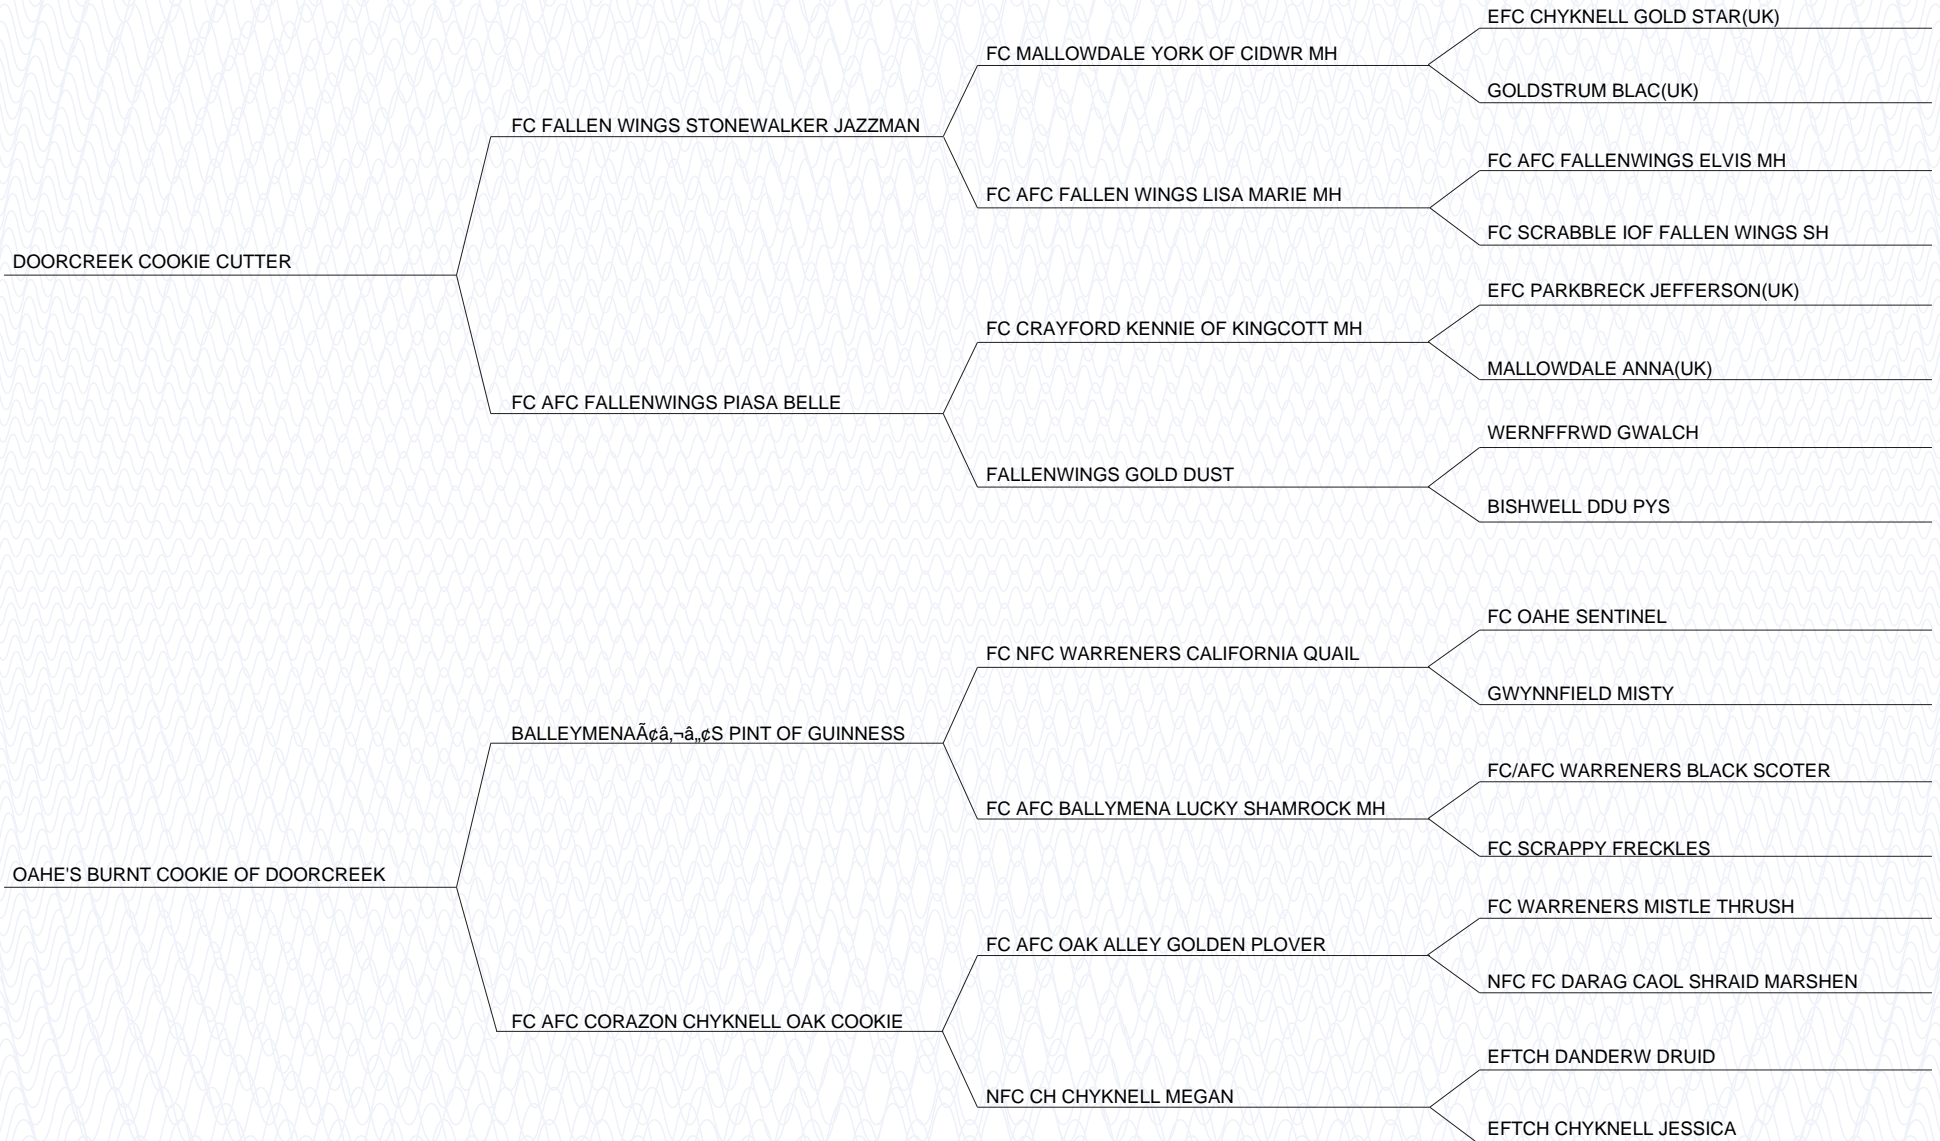 EFC CHYKNELL GOLD STAR(UK)
FC MALLOWDALE YORK OF CIDWR MH
GOLDSTRUM BLAC(UK)
FC FALLEN WINGS STONEWALKER JAZZMAN
FC AFC FALLENWINGS ELVIS MH
FC AFC FALLEN WINGS LISA MARIE MH
FC SCRABBLE IOF FALLEN WINGS SH
DOORCREEK COOKIE CUTTER
EFC PARKBRECK JEFFERSON(UK)
FC CRAYFORD KENNIE OF KINGCOTT MH
MALLOWDALE ANNA(UK)
FC AFC FALLENWINGS PIASA BELLE
WERNFFRWD GWALCH
FALLENWINGS GOLD DUST
BISHWELL DDU PYS
FC OAHE SENTINEL
FC NFC WARRENERS CALIFORNIA QUAIL
GWYNNFIELD MISTY
BALLEYMENAÃ¢â‚¬â„¢S PINT OF GUINNESS
FC/AFC WARRENERS BLACK SCOTER
FC AFC BALLYMENA LUCKY SHAMROCK MH
FC SCRAPPY FRECKLES
OAHE'S BURNT COOKIE OF DOORCREEK
FC WARRENERS MISTLE THRUSH
FC AFC OAK ALLEY GOLDEN PLOVER
NFC FC DARAG CAOL SHRAID MARSHEN
FC AFC CORAZON CHYKNELL OAK COOKIE
EFTCH DANDERW DRUID
NFC CH CHYKNELL MEGAN
EFTCH CHYKNELL JESSICA